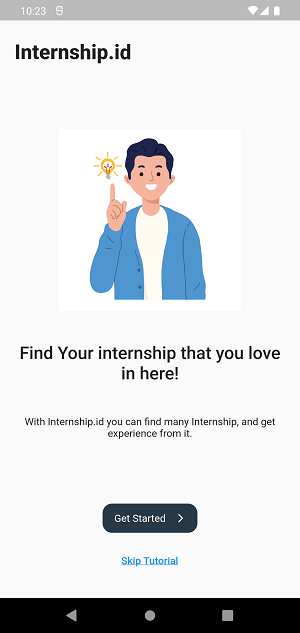 10:23
Internship.id
Find Your internship that you love
in here!
With Internship.id you can find many Internship, and get
experience from it.
Get Started
Skip Tutorial